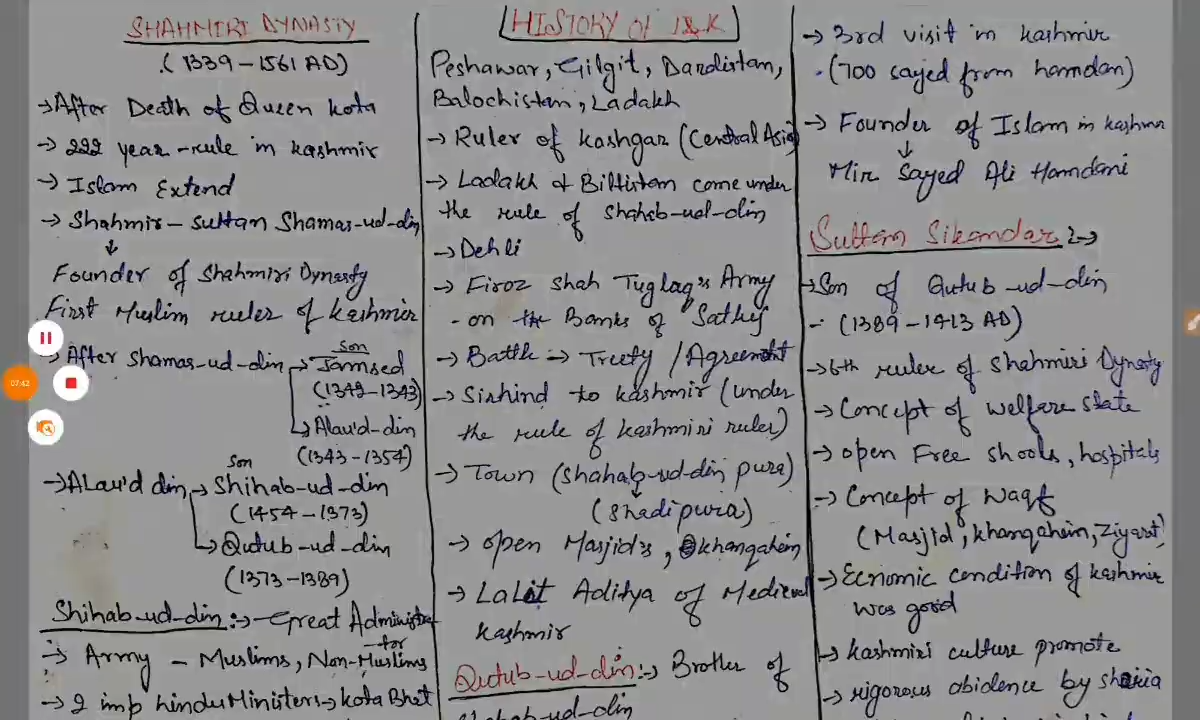 SHAHMIRI DYNASTY
(1339-1561 AD)
→After Death of Queen kota
→ 222 year-rule in kashmir
→ Islam Extend
→ Shahmir - sultan Shamas-ud-din
↓
Founder of Shahmiri Dynasty
First Muslim ruler of kashmir
→After shamas-ud-din → son Jamsed
(1342-1343)
↳ Alau'd-din
(1343-1354)
→Alau'd din → son Shihab-ud-din
(1454-1373)
↳ Qutub-ud-din
(1373-1389)
Shihab-ud-din :→ -Great Administrator
→ Army - Muslims, Non-Muslims
→ 2 imp hindu Ministers→ kota Bhat
HISTORY OF J&K
Peshawar, Gilgit, Dardistan,
Balochistan, Ladakh
→ Ruler of kashgar (Central Asia)
→ Ladakh & Biltistan come under
the rule of shahab-ud-din
→ Dehli
→ Firoz shah Tuglaq's Army
- on the Banks of Satluj
→ Battle → Treety / Agreement
→ Sirhind to kashmir (under
the rule of kashmiri ruler)
→ Town (shahab-ud-din pura)
↓
(shadipura)
→ open Masjid's, khanqahein
→ Lalit Aditya of Medieval
kashmir
Qutub-ud-din :→ Brother of
shahab-ud-din
→ 3rd visit in kashmir
(700 sayed from hamdan)
→ Founder of Islam in kashmir
↓
Mir Sayed Ali Hamdani
Sultan Sikandar :→
→Son of Qutub-ud-din
- (1389-1413 AD)
→6th ruler of shahmiri Dynasty
→ Concept of welfare state
→ open Free shools, hospitals
→ Concept of Waqf
(Masjid, khanqahein, Ziyarat)
→ Ecnomic condition of kashmir
was good
→ kashmiri culture promote
→ rigorous obidence by sharia
07:42